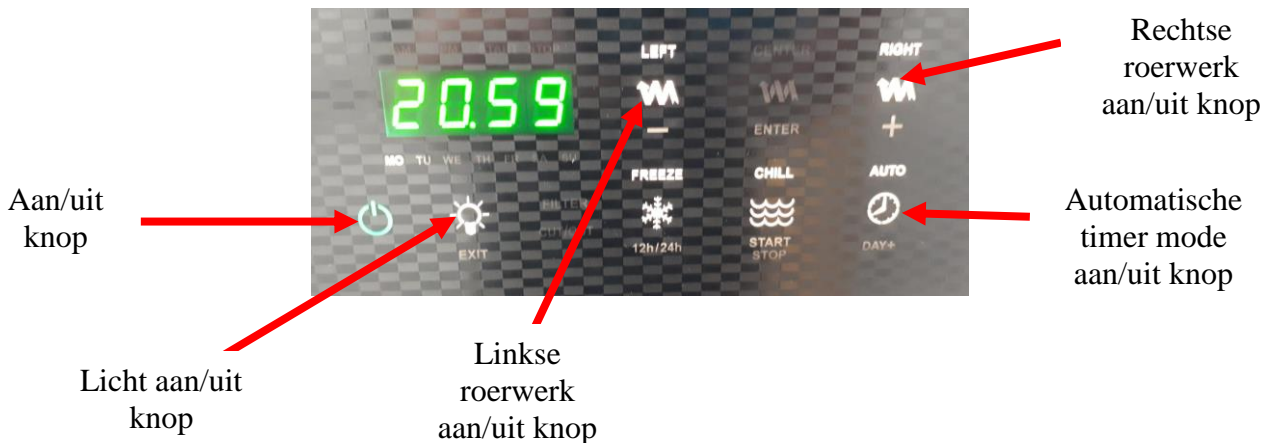 LEFT
CENTER
RIGHT
20.59
ENTER
MO TU WE TH FR SA SU
FREEZE
CHILL
AUTO
FILTER
EXIT
12h/24h
START
STOP
DAY+
Rechtse
roerwerk
aan/uit knop
Aan/uit
knop
Automatische
timer mode
aan/uit knop
Licht aan/uit
knop
Linkse
roerwerk
aan/uit knop